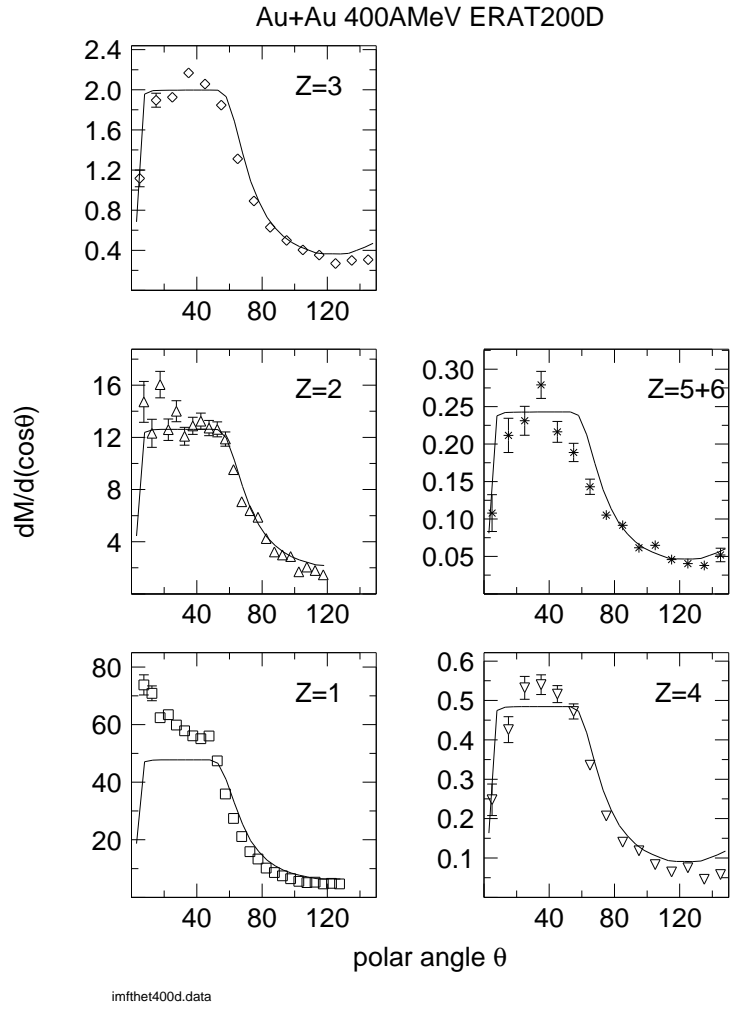 Au+Au 400AMeV ERAT200D
2.4
2.0
1.6
1.2
0.8
0.4
Z=3
40 80 120
16
12
8
4
Z=2
40 80 120
0.30
0.25
0.20
0.15
0.10
0.05
Z=5+6
40 80 120
dM/d(cosθ)
80
60
40
20
Z=1
40 80 120
0.6
0.5
0.4
0.3
0.2
0.1
Z=4
40 80 120
polar angle θ
imfthet400d.data